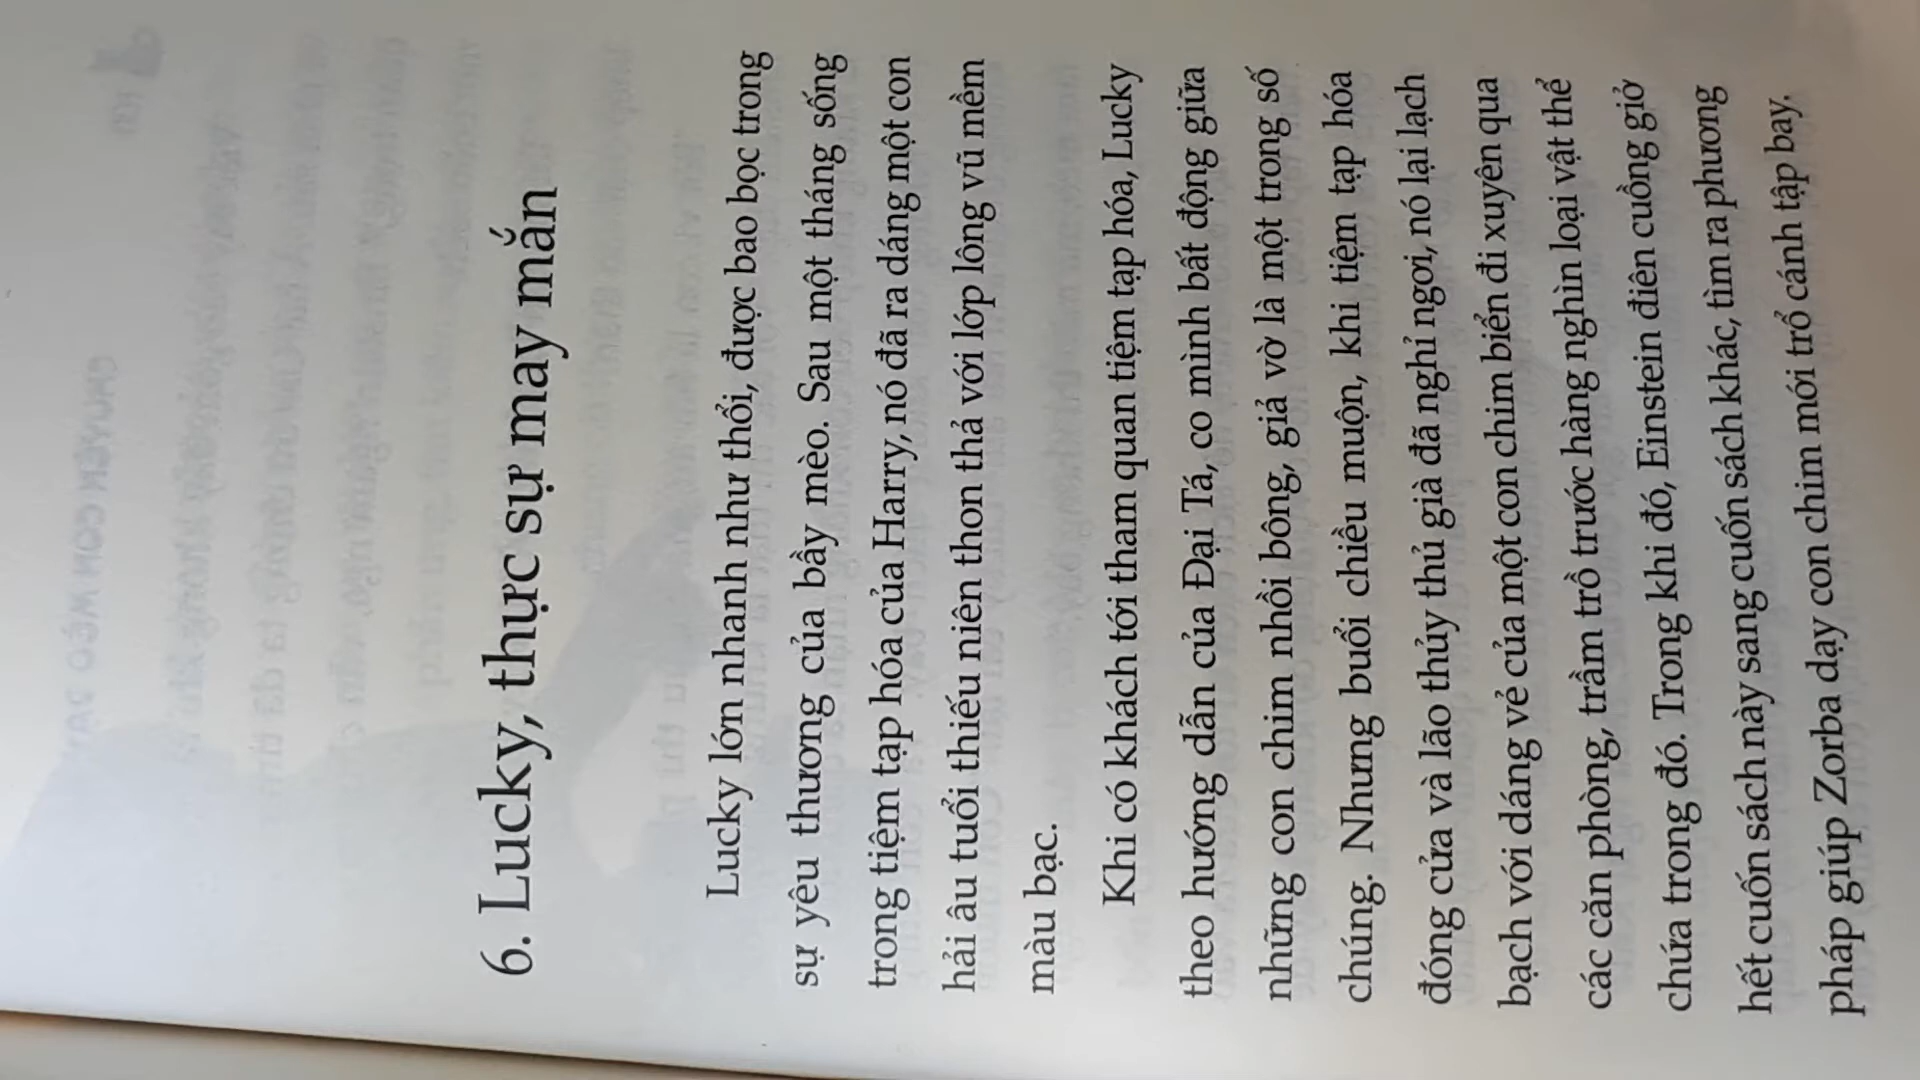 6. Lucky, thực sự may mắn
Lucky lớn nhanh như thổi, được bao bọc trong
sự yêu thương của bầy mèo. Sau một tháng sống
trong tiệm tạp hóa của Harry, nó đã ra dáng một con
hải âu tuổi thiếu niên thon thả với lớp lông vũ mềm
màu bạc.
Khi có khách tới tham quan tiệm tạp hóa, Lucky
theo hướng dẫn của Đại Tá, co mình bất động giữa
những con chim nhồi bông, giả vờ là một trong số
chúng. Nhưng buổi chiều muộn, khi tiệm tạp hóa
đóng cửa và lão thủy thủ già đã nghỉ ngơi, nó lại lạch
bạch với dáng vẻ của một con chim biển đi xuyên qua
các căn phòng, trầm trồ trước hàng nghìn loại vật thể
chứa trong đó. Trong khi đó, Einstein điên cuồng giở
hết cuốn sách này sang cuốn sách khác, tìm ra phương
pháp giúp Zorba dạy con chim mới trổ cánh tập bay.